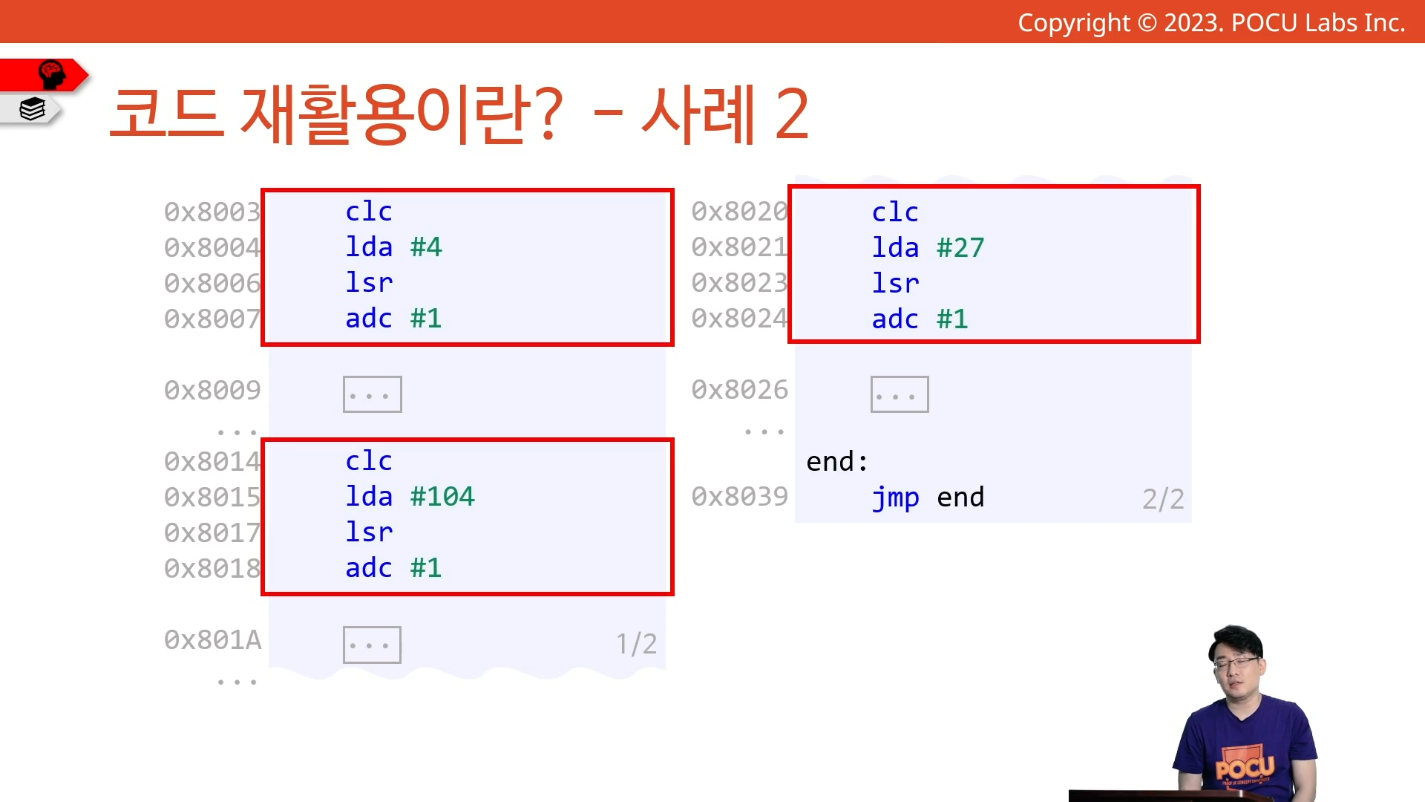 Copyright © 2023. POCU Labs Inc.
코드 재활용이란? - 사례 2
0x8003 clc
0x8004 lda #4
0x8006 lsr
0x8007 adc #1
0x8009 ...
...
0x8014 clc
0x8015 lda #104
0x8017 lsr
0x8018 adc #1
0x801A ... 1/2
...
0x8020 clc
0x8021 lda #27
0x8023 lsr
0x8024 adc #1
0x8026 ...
...
end:
0x8039 jmp end 2/2
POCU